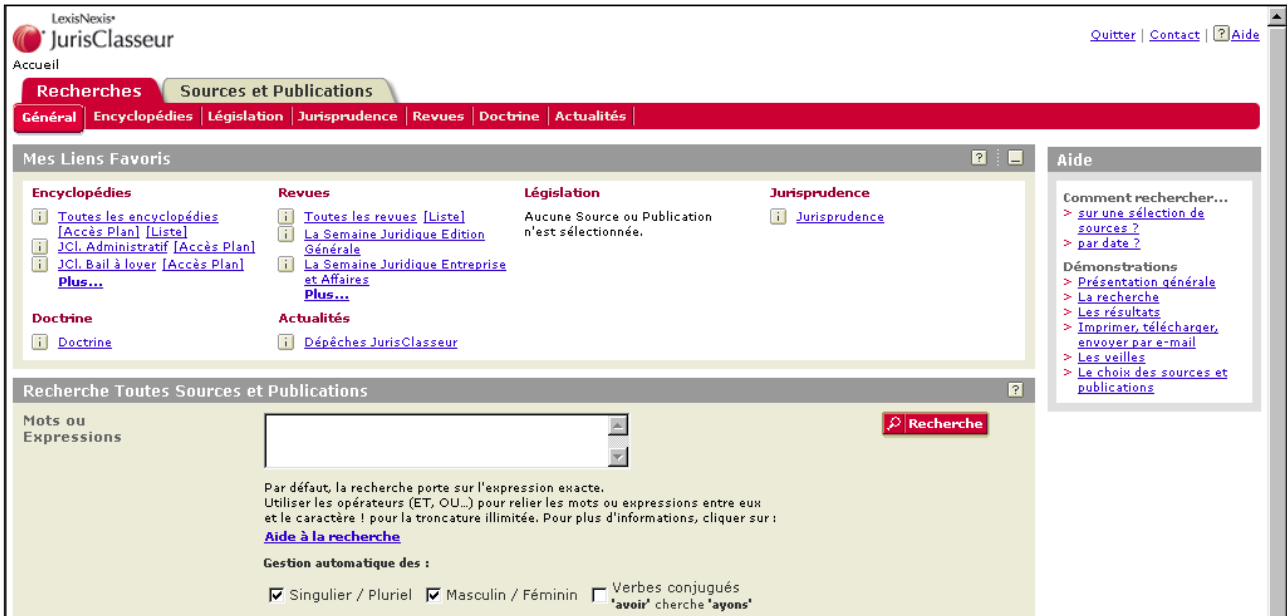 LexisNexis•
JurisClasseur
Quitter | Contact | ? Aide
Accueil
Recherches Sources et Publications
Général Encyclopédies Législation Jurisprudence Revues Doctrine Actualités
Mes Liens Favoris
Encyclopédies
i Toutes les encyclopédies
[Accès Plan] [Liste]
i JCl. Administratif [Accès Plan]
i JCl. Bail à loyer [Accès Plan]
Plus...
Revues
i Toutes les revues [Liste]
i La Semaine Juridique Edition
Générale
i La Semaine Juridique Entreprise
et Affaires
Plus...
Législation
Aucune Source ou Publication
n'est sélectionnée.
Jurisprudence
i Jurisprudence
Doctrine
i Doctrine
Actualités
i Dépêches JurisClasseur
Aide
Comment rechercher...
> sur une sélection de
sources ?
> par date ?
Démonstrations
> Présentation générale
> La recherche
> Les résultats
> Imprimer, télécharger,
envoyer par e-mail
> Les veilles
> Le choix des sources et
publications
Recherche Toutes Sources et Publications ?
Mots ou
Expressions
Recherche
Par défaut, la recherche porte sur l'expression exacte.
Utiliser les opérateurs (ET, OU...) pour relier les mots ou expressions entre eux
et le caractère ! pour la troncature illimitée. Pour plus d'informations, cliquer sur :
Aide à la recherche
Gestion automatique des :
Singulier / Pluriel Masculin / Féminin Verbes conjugués
'avoir' cherche 'ayons'